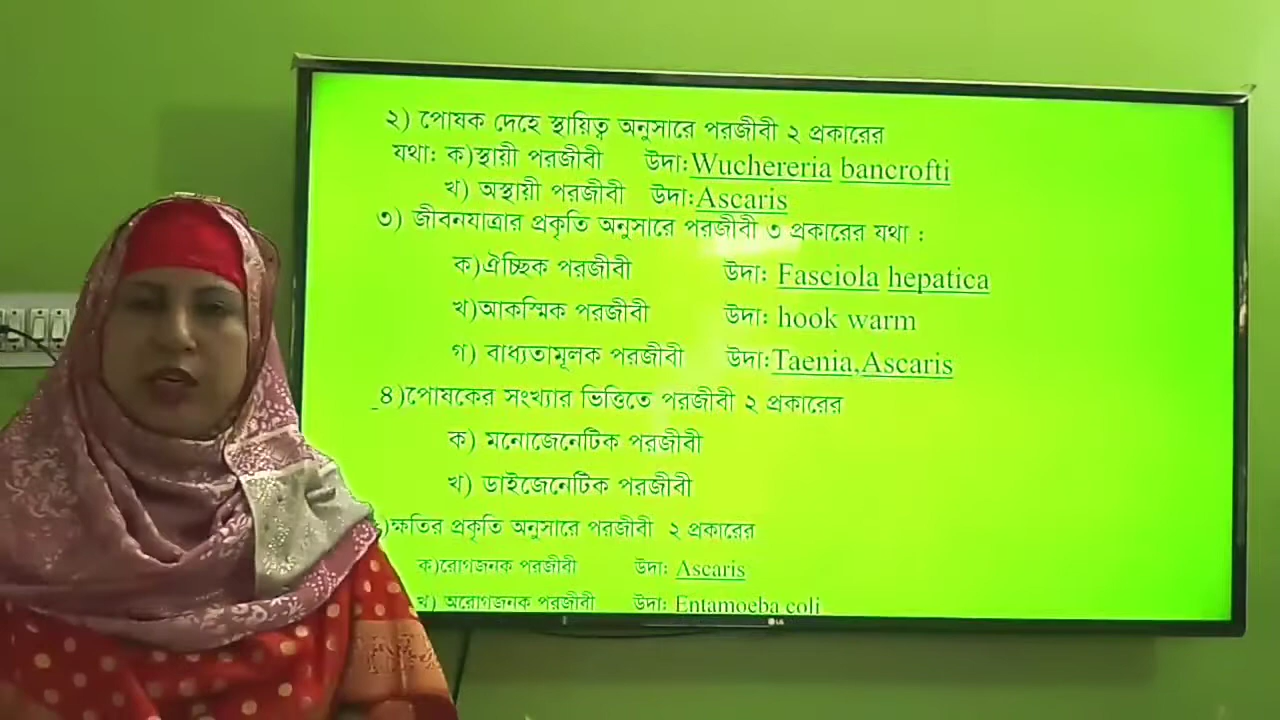 ২) পোষক দেহে স্থায়িত্ব অনুসারে পরজীবী ২ প্রকারের
যথা: ক)স্থায়ী পরজীবী উদা:Wuchereria bancrofti
খ) অস্থায়ী পরজীবী উদা:Ascaris
৩) জীবনযাত্রার প্রকৃতি অনুসারে পরজীবী ৩ প্রকারের যথা :
ক)ঐচ্ছিক পরজীবী উদা: Fasciola hepatica
খ)আকস্মিক পরজীবী উদা: hook warm
গ) বাধ্যতামূলক পরজীবী উদা:Taenia,Ascaris
_৪)পোষকের সংখ্যার ভিত্তিতে পরজীবী ২ প্রকারের
ক) মনোজেনেটিক পরজীবী
খ) ডাইজেনেটিক পরজীবী
)ক্ষতির প্রকৃতি অনুসারে পরজীবী ২ প্রকারের
ক)রোগজনক পরজীবী উদা: Ascaris
খ) অরোগজনক পরজীবী উদা: Entamoeba coli
LG